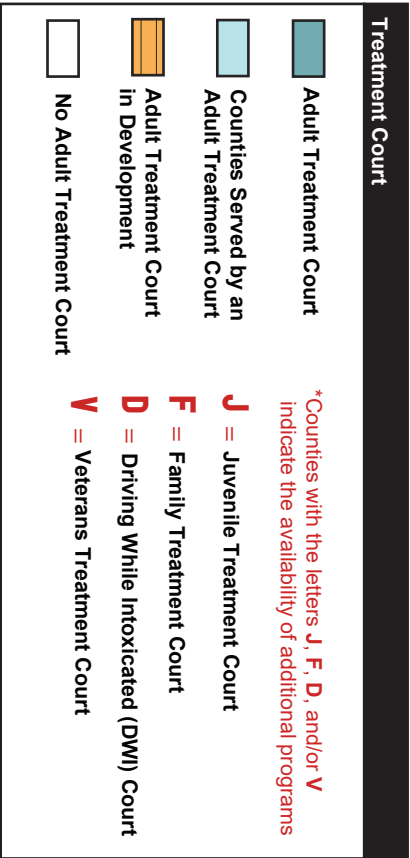 Treatment Court
Adult Treatment Court
Counties Served by an
Adult Treatment Court
Adult Treatment Court
in Development
No Adult Treatment Court
*Counties with the letters J, F, D, and/or V
indicate the availability of additional programs
J = Juvenile Treatment Court
F = Family Treatment Court
D = Driving While Intoxicated (DWI) Court
V = Veterans Treatment Court